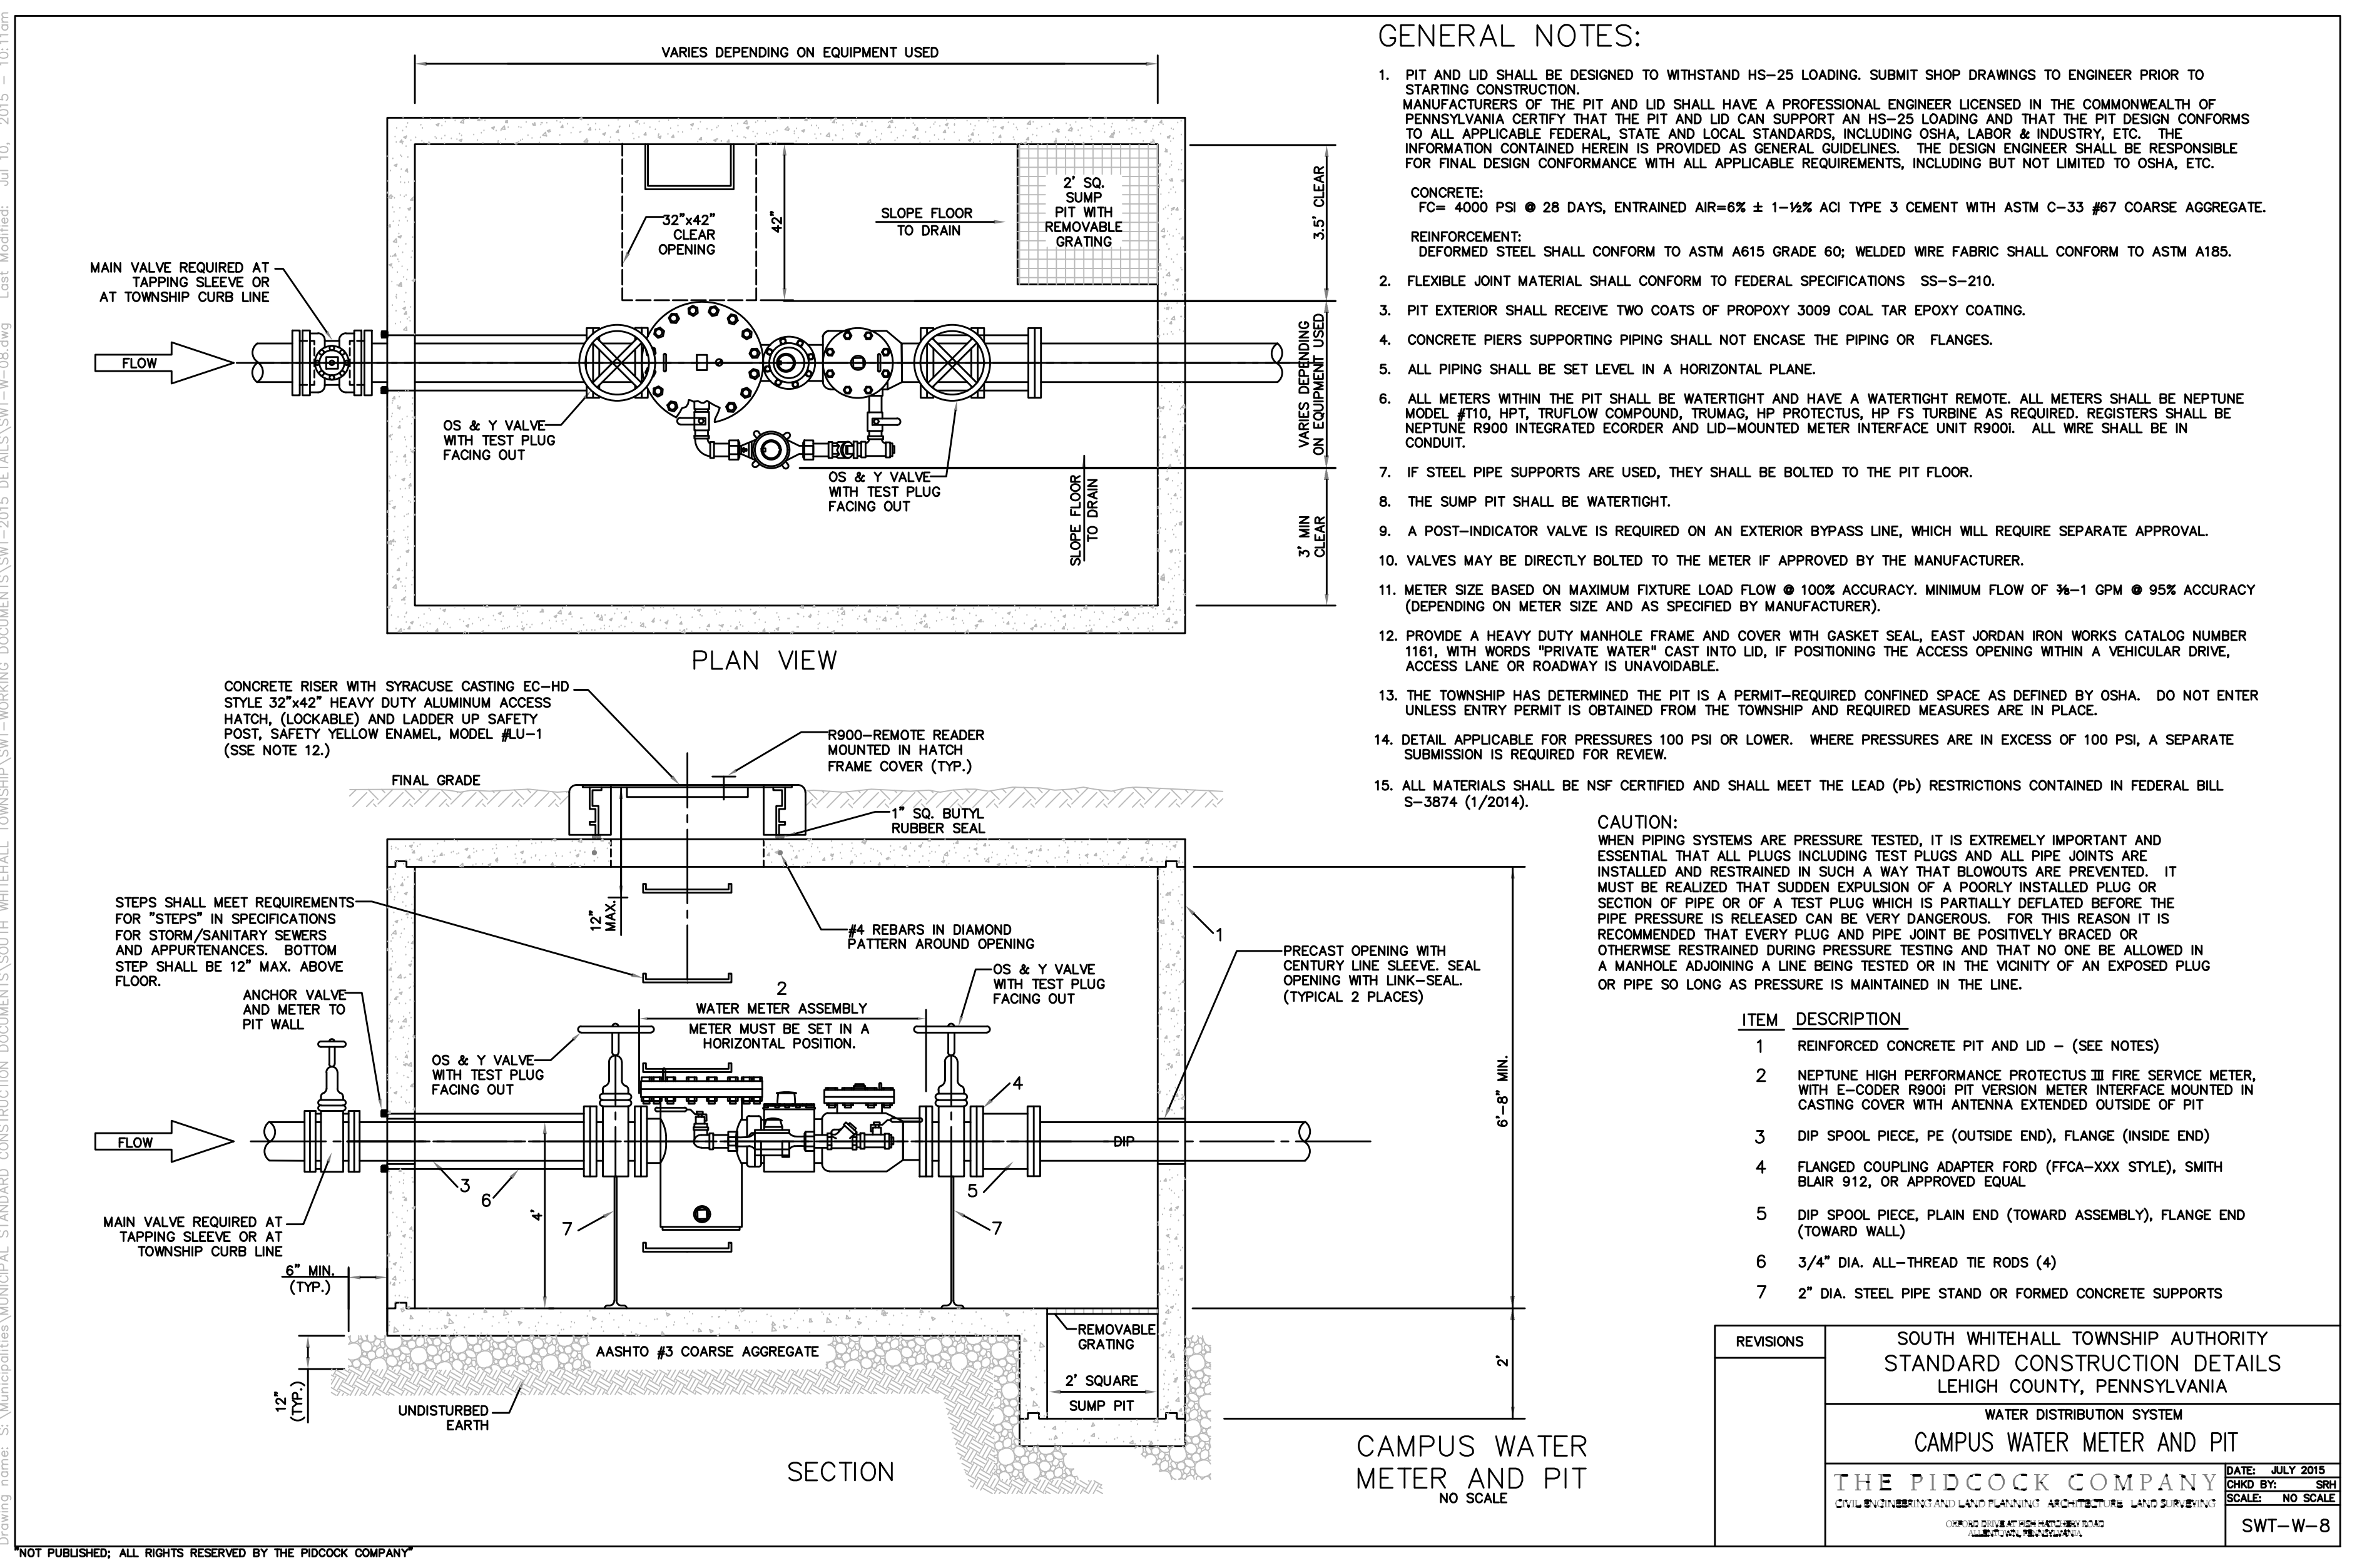 Drawing name: S:\Municipalities\MUNICIPAL STANDARD CONSTRUCTION DOCUMENTS\SOUTH WHITEHALL TOWNSHIP\SWT-WORKING DOCUMENTS\SWT-2015 DETAILS\SWT-W-08.dwg Last Modified: Jul 10, 2015 - 10:11am
VARIES DEPENDING ON EQUIPMENT USED
32"x42"
CLEAR
OPENING
42"
SLOPE FLOOR
TO DRAIN
2' SQ.
SUMP
PIT WITH
REMOVABLE
GRATING
3.5' CLEAR
MAIN VALVE REQUIRED AT
TAPPING SLEEVE OR
AT TOWNSHIP CURB LINE
FLOW
OS & Y VALVE
WITH TEST PLUG
FACING OUT
OS & Y VALVE
WITH TEST PLUG
FACING OUT
VARIES DEPENDING
ON EQUIPMENT USED
SLOPE FLOOR
TO DRAIN
3' MIN
CLEAR
PLAN VIEW
CONCRETE RISER WITH SYRACUSE CASTING EC-HD
STYLE 32"x42" HEAVY DUTY ALUMINUM ACCESS
HATCH, (LOCKABLE) AND LADDER UP SAFETY
POST, SAFETY YELLOW ENAMEL, MODEL #LU-1
(SSE NOTE 12.)
R900-REMOTE READER
MOUNTED IN HATCH
FRAME COVER (TYP.)
FINAL GRADE
1" SQ. BUTYL
RUBBER SEAL
12"
MAX.
#4 REBARS IN DIAMOND
PATTERN AROUND OPENING
STEPS SHALL MEET REQUIREMENTS
FOR "STEPS" IN SPECIFICATIONS
FOR STORM/SANITARY SEWERS
AND APPURTENANCES. BOTTOM
STEP SHALL BE 12" MAX. ABOVE
FLOOR.
ANCHOR VALVE
AND METER TO
PIT WALL
1
PRECAST OPENING WITH
CENTURY LINE SLEEVE. SEAL
OPENING WITH LINK-SEAL.
(TYPICAL 2 PLACES)
OS & Y VALVE
WITH TEST PLUG
FACING OUT
2
WATER METER ASSEMBLY
METER MUST BE SET IN A
HORIZONTAL POSITION.
OS & Y VALVE
WITH TEST PLUG
FACING OUT
4
FLOW
DIP
6'-8" MIN.
3
6
4'
7
5
7
MAIN VALVE REQUIRED AT
TAPPING SLEEVE OR AT
TOWNSHIP CURB LINE
6" MIN.
(TYP.)
REMOVABLE
GRATING
AASHTO #3 COARSE AGGREGATE
12"
(TYP.)
2' SQUARE
SUMP PIT
2'
UNDISTURBED
EARTH
SECTION
CAMPUS WATER
METER AND PIT
NO SCALE
GENERAL NOTES:
1. PIT AND LID SHALL BE DESIGNED TO WITHSTAND HS-25 LOADING. SUBMIT SHOP DRAWINGS TO ENGINEER PRIOR TO
STARTING CONSTRUCTION.
MANUFACTURERS OF THE PIT AND LID SHALL HAVE A PROFESSIONAL ENGINEER LICENSED IN THE COMMONWEALTH OF
PENNSYLVANIA CERTIFY THAT THE PIT AND LID CAN SUPPORT AN HS-25 LOADING AND THAT THE PIT DESIGN CONFORMS
TO ALL APPLICABLE FEDERAL, STATE AND LOCAL STANDARDS, INCLUDING OSHA, LABOR & INDUSTRY, ETC. THE
INFORMATION CONTAINED HEREIN IS PROVIDED AS GENERAL GUIDELINES. THE DESIGN ENGINEER SHALL BE RESPONSIBLE
FOR FINAL DESIGN CONFORMANCE WITH ALL APPLICABLE REQUIREMENTS, INCLUDING BUT NOT LIMITED TO OSHA, ETC.
CONCRETE:
FC= 4000 PSI @ 28 DAYS, ENTRAINED AIR=6% ± 1-½% ACI TYPE 3 CEMENT WITH ASTM C-33 #67 COARSE AGGREGATE.
REINFORCEMENT:
DEFORMED STEEL SHALL CONFORM TO ASTM A615 GRADE 60; WELDED WIRE FABRIC SHALL CONFORM TO ASTM A185.
2. FLEXIBLE JOINT MATERIAL SHALL CONFORM TO FEDERAL SPECIFICATIONS SS-S-210.
3. PIT EXTERIOR SHALL RECEIVE TWO COATS OF PROPOXY 3009 COAL TAR EPOXY COATING.
4. CONCRETE PIERS SUPPORTING PIPING SHALL NOT ENCASE THE PIPING OR FLANGES.
5. ALL PIPING SHALL BE SET LEVEL IN A HORIZONTAL PLANE.
6. ALL METERS WITHIN THE PIT SHALL BE WATERTIGHT AND HAVE A WATERTIGHT REMOTE. ALL METERS SHALL BE NEPTUNE
MODEL #T10, HPT, TRUFLOW COMPOUND, TRUMAG, HP PROTECTUS, HP FS TURBINE AS REQUIRED. REGISTERS SHALL BE
NEPTUNE R900 INTEGRATED ECORDER AND LID-MOUNTED METER INTERFACE UNIT R900i. ALL WIRE SHALL BE IN
CONDUIT.
7. IF STEEL PIPE SUPPORTS ARE USED, THEY SHALL BE BOLTED TO THE PIT FLOOR.
8. THE SUMP PIT SHALL BE WATERTIGHT.
9. A POST-INDICATOR VALVE IS REQUIRED ON AN EXTERIOR BYPASS LINE, WHICH WILL REQUIRE SEPARATE APPROVAL.
10. VALVES MAY BE DIRECTLY BOLTED TO THE METER IF APPROVED BY THE MANUFACTURER.
11. METER SIZE BASED ON MAXIMUM FIXTURE LOAD FLOW @ 100% ACCURACY. MINIMUM FLOW OF ⅜-1 GPM @ 95% ACCURACY
(DEPENDING ON METER SIZE AND AS SPECIFIED BY MANUFACTURER).
12. PROVIDE A HEAVY DUTY MANHOLE FRAME AND COVER WITH GASKET SEAL, EAST JORDAN IRON WORKS CATALOG NUMBER
1161, WITH WORDS "PRIVATE WATER" CAST INTO LID, IF POSITIONING THE ACCESS OPENING WITHIN A VEHICULAR DRIVE,
ACCESS LANE OR ROADWAY IS UNAVOIDABLE.
13. THE TOWNSHIP HAS DETERMINED THE PIT IS A PERMIT-REQUIRED CONFINED SPACE AS DEFINED BY OSHA. DO NOT ENTER
UNLESS ENTRY PERMIT IS OBTAINED FROM THE TOWNSHIP AND REQUIRED MEASURES ARE IN PLACE.
14. DETAIL APPLICABLE FOR PRESSURES 100 PSI OR LOWER. WHERE PRESSURES ARE IN EXCESS OF 100 PSI, A SEPARATE
SUBMISSION IS REQUIRED FOR REVIEW.
15. ALL MATERIALS SHALL BE NSF CERTIFIED AND SHALL MEET THE LEAD (Pb) RESTRICTIONS CONTAINED IN FEDERAL BILL
S-3874 (1/2014).
CAUTION:
WHEN PIPING SYSTEMS ARE PRESSURE TESTED, IT IS EXTREMELY IMPORTANT AND
ESSENTIAL THAT ALL PLUGS INCLUDING TEST PLUGS AND ALL PIPE JOINTS ARE
INSTALLED AND RESTRAINED IN SUCH A WAY THAT BLOWOUTS ARE PREVENTED. IT
MUST BE REALIZED THAT SUDDEN EXPULSION OF A POORLY INSTALLED PLUG OR
SECTION OF PIPE OR OF A TEST PLUG WHICH IS PARTIALLY DEFLATED BEFORE THE
PIPE PRESSURE IS RELEASED CAN BE VERY DANGEROUS. FOR THIS REASON IT IS
RECOMMENDED THAT EVERY PLUG AND PIPE JOINT BE POSITIVELY BRACED OR
OTHERWISE RESTRAINED DURING PRESSURE TESTING AND THAT NO ONE BE ALLOWED IN
A MANHOLE ADJOINING A LINE BEING TESTED OR IN THE VICINITY OF AN EXPOSED PLUG
OR PIPE SO LONG AS PRESSURE IS MAINTAINED IN THE LINE.
ITEM DESCRIPTION
1 REINFORCED CONCRETE PIT AND LID - (SEE NOTES)
2 NEPTUNE HIGH PERFORMANCE PROTECTUS III FIRE SERVICE METER,
WITH E-CODER R900i PIT VERSION METER INTERFACE MOUNTED IN
CASTING COVER WITH ANTENNA EXTENDED OUTSIDE OF PIT
3 DIP SPOOL PIECE, PE (OUTSIDE END), FLANGE (INSIDE END)
4 FLANGED COUPLING ADAPTER FORD (FFCA-XXX STYLE), SMITH
BLAIR 912, OR APPROVED EQUAL
5 DIP SPOOL PIECE, PLAIN END (TOWARD ASSEMBLY), FLANGE END
(TOWARD WALL)
6 3/4" DIA. ALL-THREAD TIE RODS (4)
7 2" DIA. STEEL PIPE STAND OR FORMED CONCRETE SUPPORTS
REVISIONS
SOUTH WHITEHALL TOWNSHIP AUTHORITY
STANDARD CONSTRUCTION DETAILS
LEHIGH COUNTY, PENNSYLVANIA
WATER DISTRIBUTION SYSTEM
CAMPUS WATER METER AND PIT
THE PIDCOCK COMPANY
CIVIL ENGINEERING AND LAND PLANNING ARCHITECTURE LAND SURVEYING
OXFORD DRIVE AT FISH HATCHERY ROAD
ALLENTOWN, PENNSYLVANIA
DATE: JULY 2015
CHKD BY: SRH
SCALE: NO SCALE
SWT-W-8
"NOT PUBLISHED; ALL RIGHTS RESERVED BY THE PIDCOCK COMPANY"